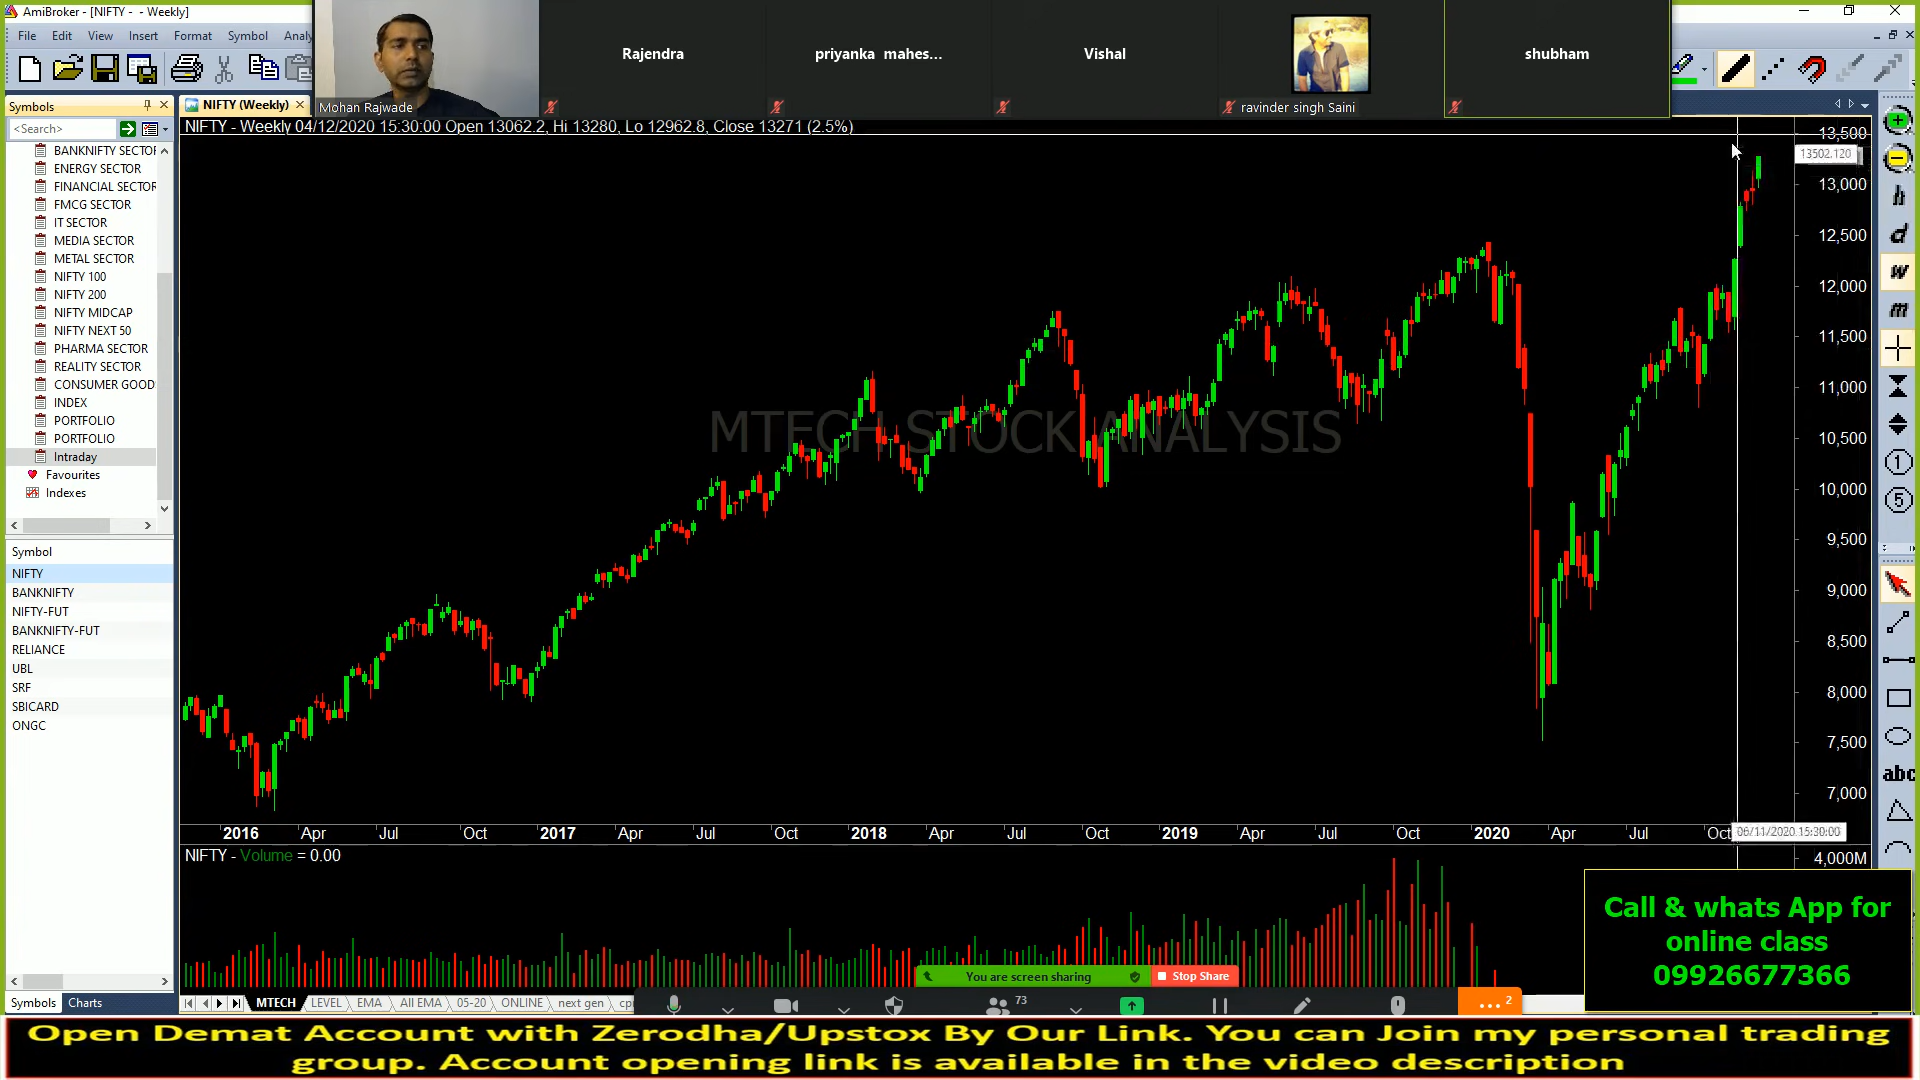 AmiBroker - [NIFTY - - Weekly)]
File Edit View Insert Format Symbol Analy
Mohan Rajwade
Rajendra
priyanka mahes...
Vishal
ravinder singh Saini
shubham
Symbols
NIFTY (Weekly)
<Search>
NIFTY - Weekly 04/12/2020 15:30:00 Open 13062.2, Hi 13280, Lo 12962.8, Close 13271 (2.5%)
BANKNIFTY SECTOR
ENERGY SECTOR
FINANCIAL SECTOR
FMCG SECTOR
IT SECTOR
MEDIA SECTOR
METAL SECTOR
NIFTY 100
NIFTY 200
NIFTY MIDCAP
NIFTY NEXT 50
PHARMA SECTOR
REALITY SECTOR
CONSUMER GOOD
INDEX
PORTFOLIO
PORTFOLIO
Intraday
Favourites
Indexes
Symbol
NIFTY
BANKNIFTY
NIFTY-FUT
BANKNIFTY-FUT
RELIANCE
UBL
SRF
SBICARD
ONGC
Symbols Charts
MTECH STOCK ANALYSIS
13,500
13502.120
13,000
12,500
12,000
11,500
11,000
10,500
10,000
9,500
9,000
8,500
8,000
7,500
7,000
2016 Apr Jul Oct 2017 Apr Jul Oct 2018 Apr Jul Oct 2019 Apr Jul Oct 2020 Apr Jul Oct 06/11/2020 15:30:00
NIFTY - Volume = 0.00
4,000M
h
d
w
m
1
5
abc
You are screen sharing
Stop Share
MTECH LEVEL EMA All EMA 05-20 ONLINE next gen
73
2
Call & whats App for
online class
09926677366
Open Demat Account with Zerodha/Upstox By Our Link. You can Join my personal trading
group. Account opening link is available in the video description